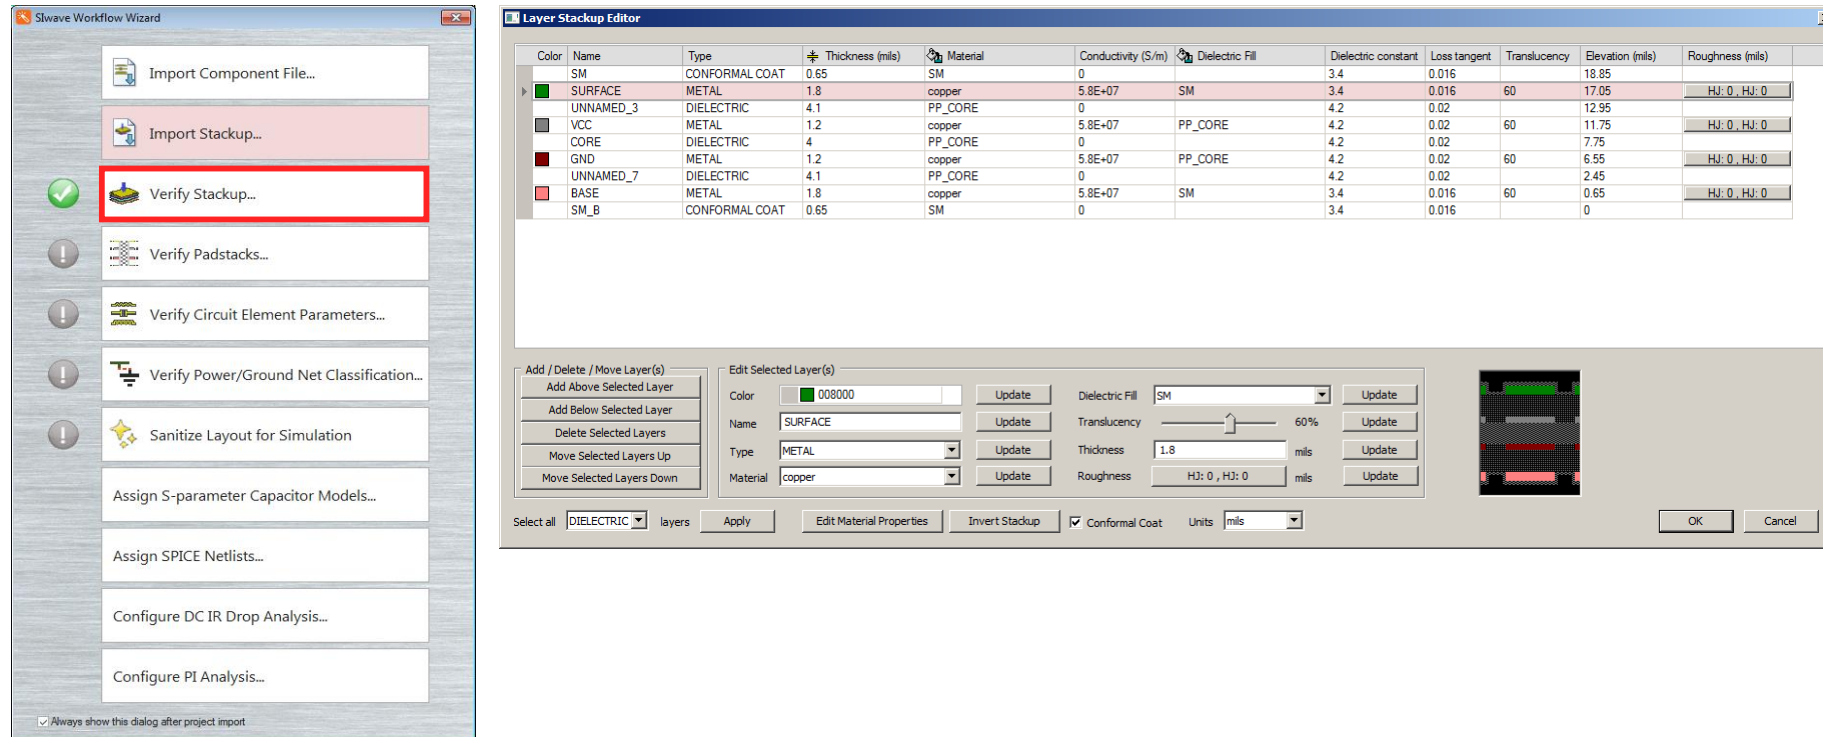 SIwave Workflow Wizard
Import Component File...
Import Stackup...
Verify Stackup...
Verify Padstacks...
Verify Circuit Element Parameters...
Verify Power/Ground Net Classification...
Sanitize Layout for Simulation
Assign S-parameter Capacitor Models...
Assign SPICE Netlists...
Configure DC IR Drop Analysis...
Configure PI Analysis...
Always show this dialog after project import
Layer Stackup Editor
Color Name Type Thickness (mils) Material Conductivity (S/m) Dielectric Fill Dielectric constant Loss tangent Translucency Elevation (mils) Roughness (mils)
SM CONFORMAL COAT 0.65 SM 0 3.4 0.016 18.85
SURFACE METAL 1.8 copper 5.8E+07 SM 3.4 0.016 60 17.05 HJ: 0 , HJ: 0
UNNAMED_3 DIELECTRIC 4.1 PP_CORE 0 4.2 0.02 12.95
VCC METAL 1.2 copper 5.8E+07 PP_CORE 4.2 0.02 60 11.75 HJ: 0 , HJ: 0
CORE DIELECTRIC 4 PP_CORE 0 4.2 0.02 7.75
GND METAL 1.2 copper 5.8E+07 PP_CORE 4.2 0.02 60 6.55 HJ: 0 , HJ: 0
UNNAMED_7 DIELECTRIC 4.1 PP_CORE 0 4.2 0.02 2.45
BASE METAL 1.8 copper 5.8E+07 SM 3.4 0.016 60 0.65 HJ: 0 , HJ: 0
SM_B CONFORMAL COAT 0.65 SM 0 3.4 0.016 0
Add / Delete / Move Layer(s)
Add Above Selected Layer
Add Below Selected Layer
Delete Selected Layers
Move Selected Layers Up
Move Selected Layers Down
Edit Selected Layer(s)
Color 008000 Update Dielectric Fill SM Update
Name SURFACE Update Translucency 60% Update
Type METAL Update Thickness 1.8 mils Update
Material copper Update Roughness HJ: 0 , HJ: 0 mils Update
Select all DIELECTRIC layers Apply Edit Material Properties Invert Stackup Conformal Coat Units mils OK Cancel